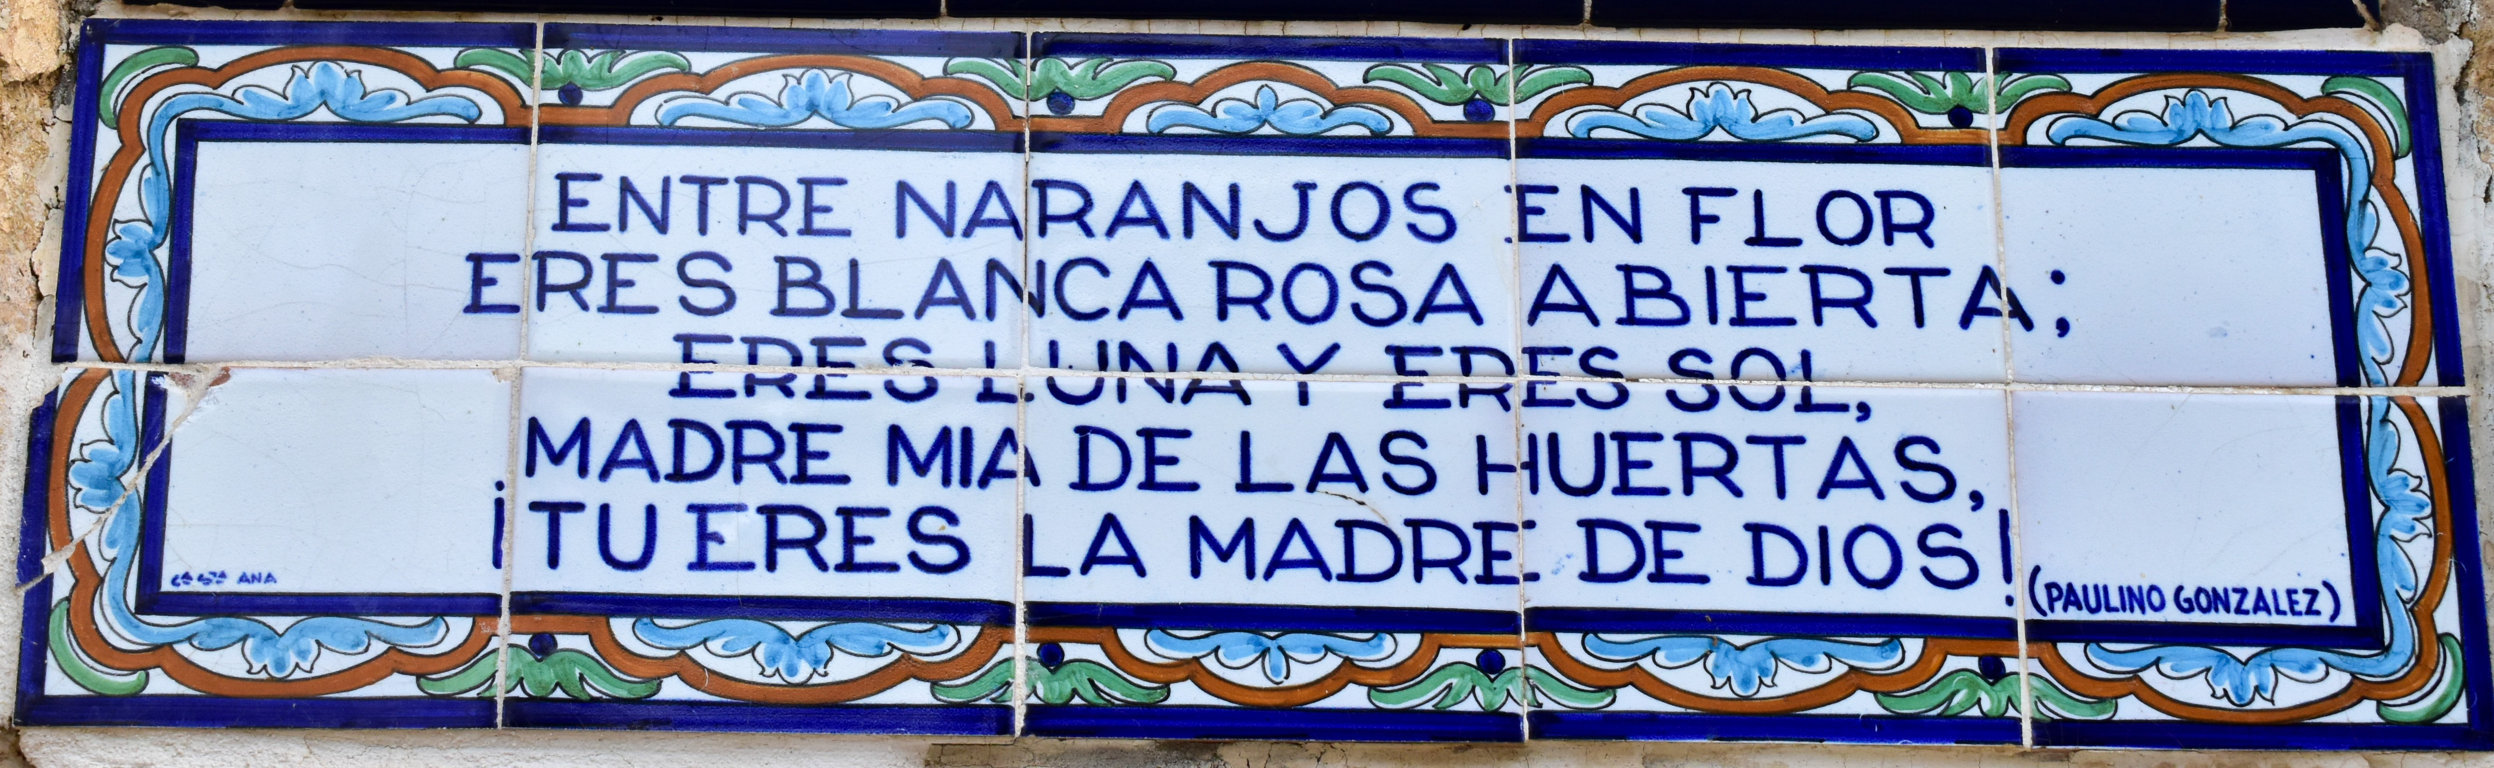 ENTRE NARANJOS EN FLOR
ERES BLANCA ROSA ABIERTA;
ERES LUNA Y ERES SOL,
MADRE MIA DE LAS HUERTAS,
¡TU ERES LA MADRE DE DIOS!
(PAULINO GONZALEZ)
ANA